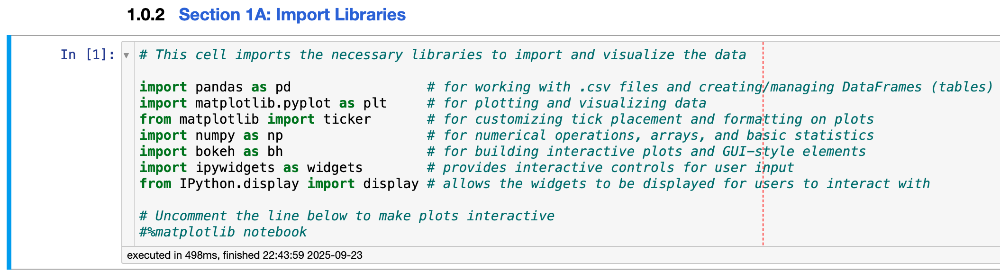 1.0.2 Section 1A: Import Libraries
In [1]:
# This cell imports the necessary libraries to import and visualize the data
import pandas as pd # for working with .csv files and creating/managing DataFrames (tables)
import matplotlib.pyplot as plt # for plotting and visualizing data
from matplotlib import ticker # for customizing tick placement and formatting on plots
import numpy as np # for numerical operations, arrays, and basic statistics
import bokeh as bh # for building interactive plots and GUI-style elements
import ipywidgets as widgets # provides interactive controls for user input
from IPython.display import display # allows the widgets to be displayed for users to interact with
# Uncomment the line below to make plots interactive
#%matplotlib notebook
executed in 498ms, finished 22:43:59 2025-09-23